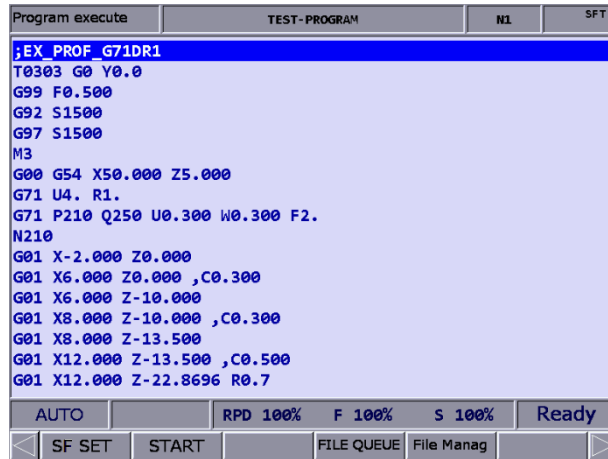 Program execute TEST-PROGRAM N1 SFT
;EX_PROF_G71DR1
T0303 G0 Y0.0
G99 F0.500
G92 S1500
G97 S1500
M3
G00 G54 X50.000 Z5.000
G71 U4. R1.
G71 P210 Q250 U0.300 W0.300 F2.
N210
G01 X-2.000 Z0.000
G01 X6.000 Z0.000 ,C0.300
G01 X6.000 Z-10.000
G01 X8.000 Z-10.000 ,C0.300
G01 X8.000 Z-13.500
G01 X12.000 Z-13.500 ,C0.500
G01 X12.000 Z-22.8696 R0.7
AUTO RPD 100% F 100% S 100% Ready
SF SET START FILE QUEUE File Manag